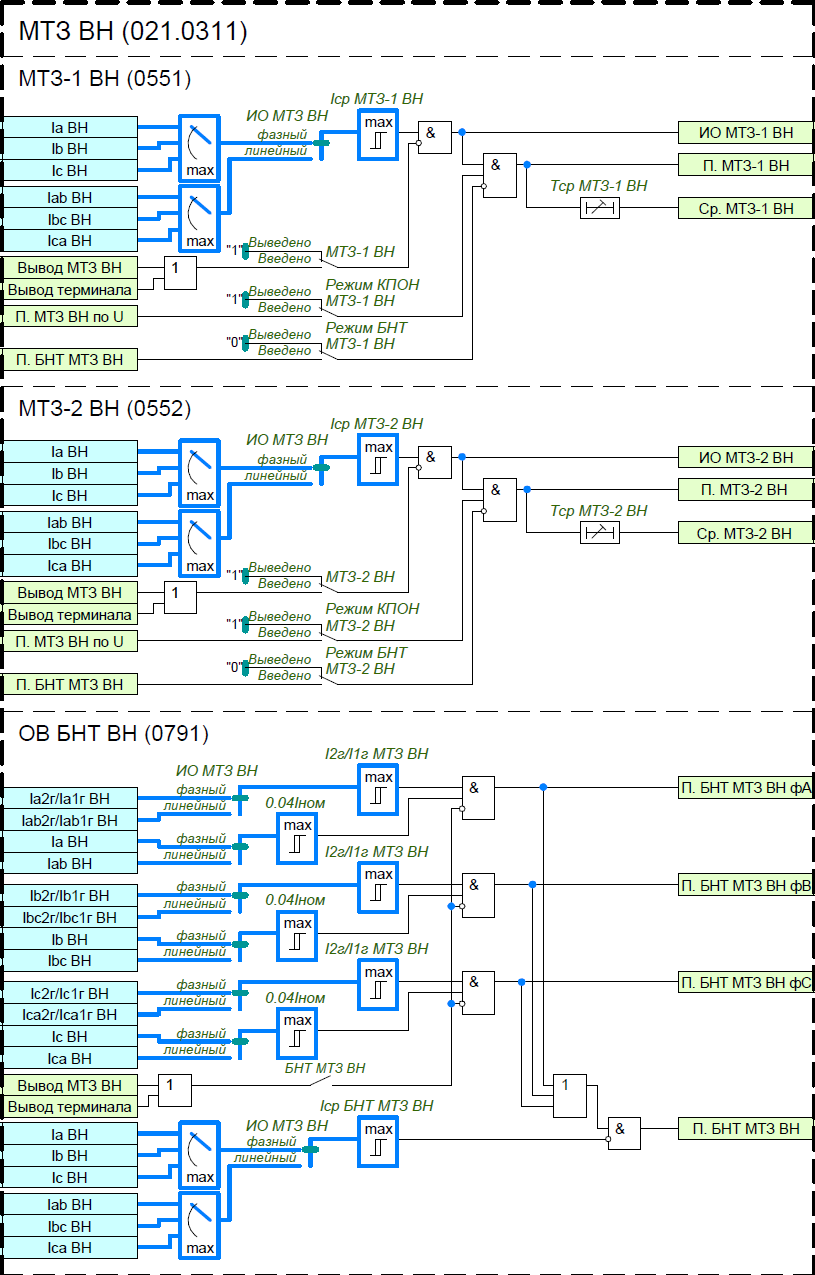 МТЗ ВН (021.0311)
МТЗ-1 ВН (0551)
Iср МТЗ-1 ВН
ИО МТЗ ВН
Ia ВН
Ib ВН
Ic ВН
max
фазный
линейный
max
&
ИО МТЗ-1 ВН
&
П. МТЗ-1 ВН
Iab ВН
Ibc ВН
Ica ВН
max
Tср МТЗ-1 ВН
Ср. МТЗ-1 ВН
Вывод МТЗ ВН
Вывод терминала
1
"1"
Выведено
Введено
МТЗ-1 ВН
П. МТЗ ВН по U
"1"
Выведено
Введено
Режим КПОН
МТЗ-1 ВН
П. БНТ МТЗ ВН
"0"
Выведено
Введено
Режим БНТ
МТЗ-1 ВН
МТЗ-2 ВН (0552)
Iср МТЗ-2 ВН
ИО МТЗ ВН
Ia ВН
Ib ВН
Ic ВН
max
фазный
линейный
max
&
ИО МТЗ-2 ВН
&
П. МТЗ-2 ВН
Iab ВН
Ibc ВН
Ica ВН
max
Tср МТЗ-2 ВН
Ср. МТЗ-2 ВН
Вывод МТЗ ВН
Вывод терминала
1
"1"
Выведено
Введено
МТЗ-2 ВН
П. МТЗ ВН по U
"1"
Выведено
Введено
Режим КПОН
МТЗ-2 ВН
П. БНТ МТЗ ВН
"0"
Выведено
Введено
Режим БНТ
МТЗ-2 ВН
ОВ БНТ ВН (0791)
I2г/I1г МТЗ ВН
ИО МТЗ ВН
Ia2г/Ia1г ВН
Iab2г/Iab1г ВН
Ia ВН
Iab ВН
фазный
линейный
max
0.04Iном
фазный
линейный
max
&
П. БНТ МТЗ ВН фА
I2г/I1г МТЗ ВН
Ib2г/Ib1г ВН
Ibc2г/Ibc1г ВН
Ib ВН
Ibc ВН
фазный
линейный
max
0.04Iном
фазный
линейный
max
&
П. БНТ МТЗ ВН фВ
I2г/I1г МТЗ ВН
Ic2г/Ic1г ВН
Ica2г/Ica1г ВН
Ic ВН
Ica ВН
фазный
линейный
max
0.04Iном
фазный
линейный
max
&
П. БНТ МТЗ ВН фС
Вывод МТЗ ВН
Вывод терминала
1
БНТ МТЗ ВН
1
Iср БНТ МТЗ ВН
ИО МТЗ ВН
Ia ВН
Ib ВН
Ic ВН
max
фазный
линейный
max
&
П. БНТ МТЗ ВН
Iab ВН
Ibc ВН
Ica ВН
max